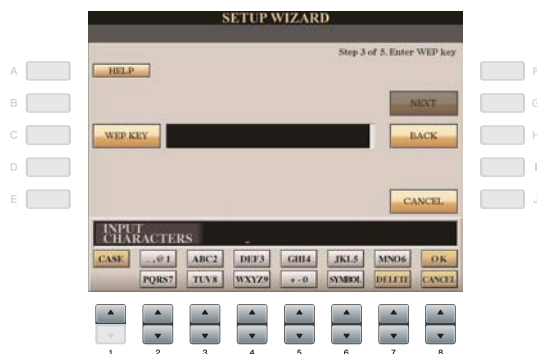 SETUP WIZARD
Step 3 of 5. Enter WEP key
A
HELP
F
B
NEXT
G
C
WEP KEY
BACK
H
D
I
E
CANCEL
J
INPUT
CHARACTERS
_
CASE .,@1 ABC2 DEF3 GHI4 JKL5 MNO6 OK
PQRS7 TUV8 WXYZ9 +-0 SYMBOL DELETE CANCEL
1 2 3 4 5 6 7 8